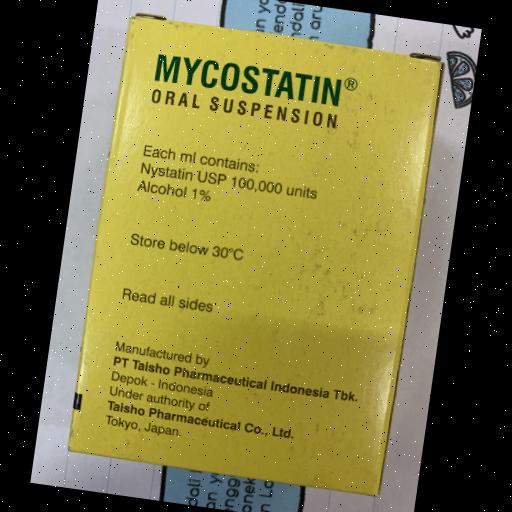 MYCOSTATIN®
ORAL SUSPENSION
Each ml contains:
Nystatin USP 100,000 units
Alcohol 1%
Store below 30°C
Read all sides
Manufactured by
PT Taisho Pharmaceutical Indonesia Tbk.
Depok - Indonesia
Under authority of
Taisho Pharmaceutical Co., Ltd.
Tokyo, Japan.